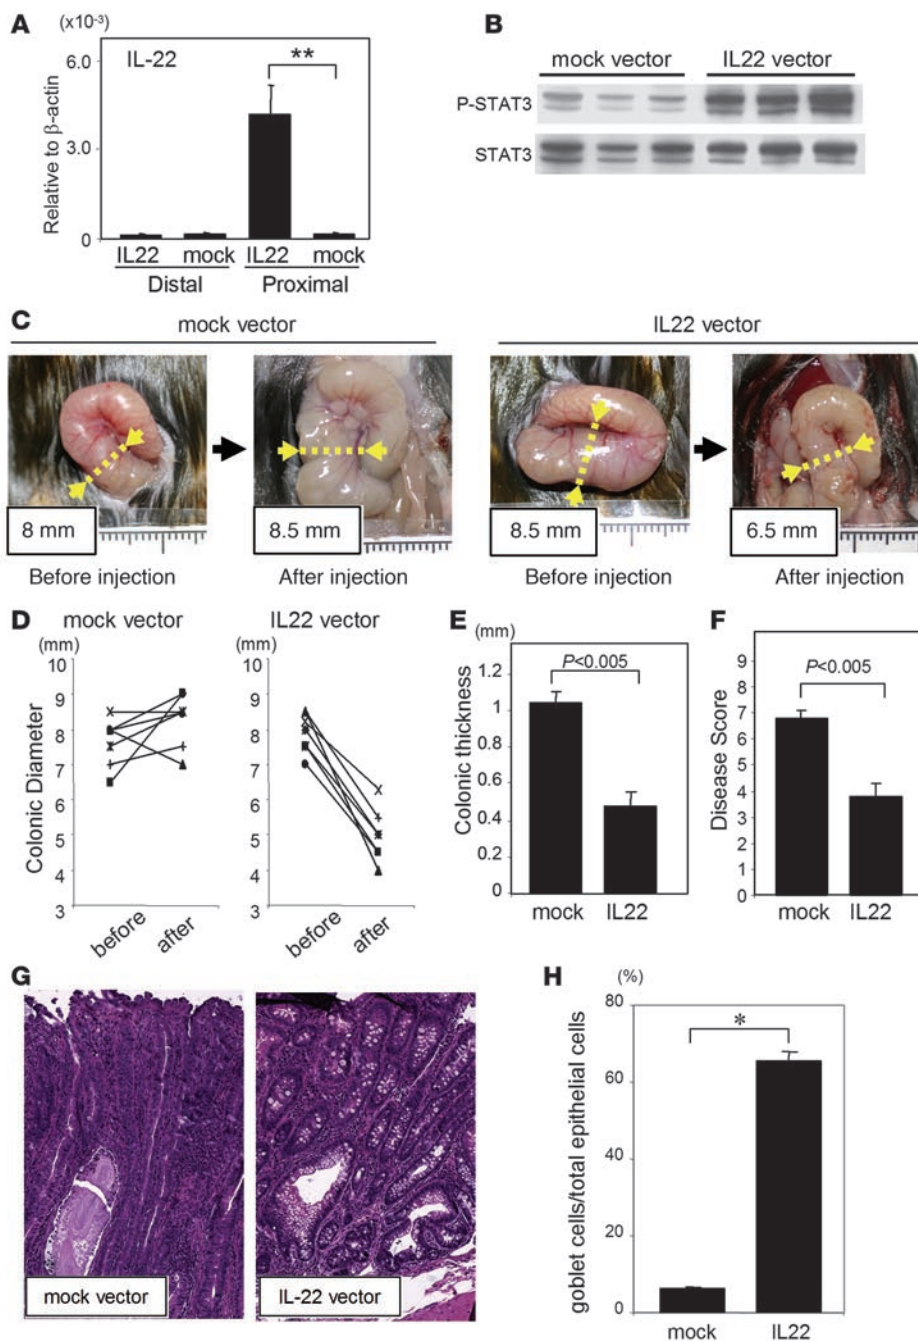 A
(x10-3)
IL-22
**
6.0
3.0
0
Relative to β-actin
IL22 mock IL22 mock
Distal Proximal
B
mock vector IL22 vector
P-STAT3
STAT3
C
mock vector IL22 vector
8 mm
8.5 mm
8.5 mm
6.5 mm
Before injection After injection Before injection After injection
D
mock vector IL22 vector
(mm) (mm)
10 10
9 9
8 8
7 7
6 6
5 5
4 4
3 3
Colonic Diameter
before after before after
E
(mm)
P<0.005
1.2
1
0.8
0.6
0.4
0.2
0
Colonic thickness
mock IL22
F
P<0.005
9
8
7
6
5
4
3
2
1
0
Disease Score
mock IL22
G
mock vector
IL-22 vector
H
(%)
*
80
60
40
20
0
goblet cells/total epithelial cells
mock IL22